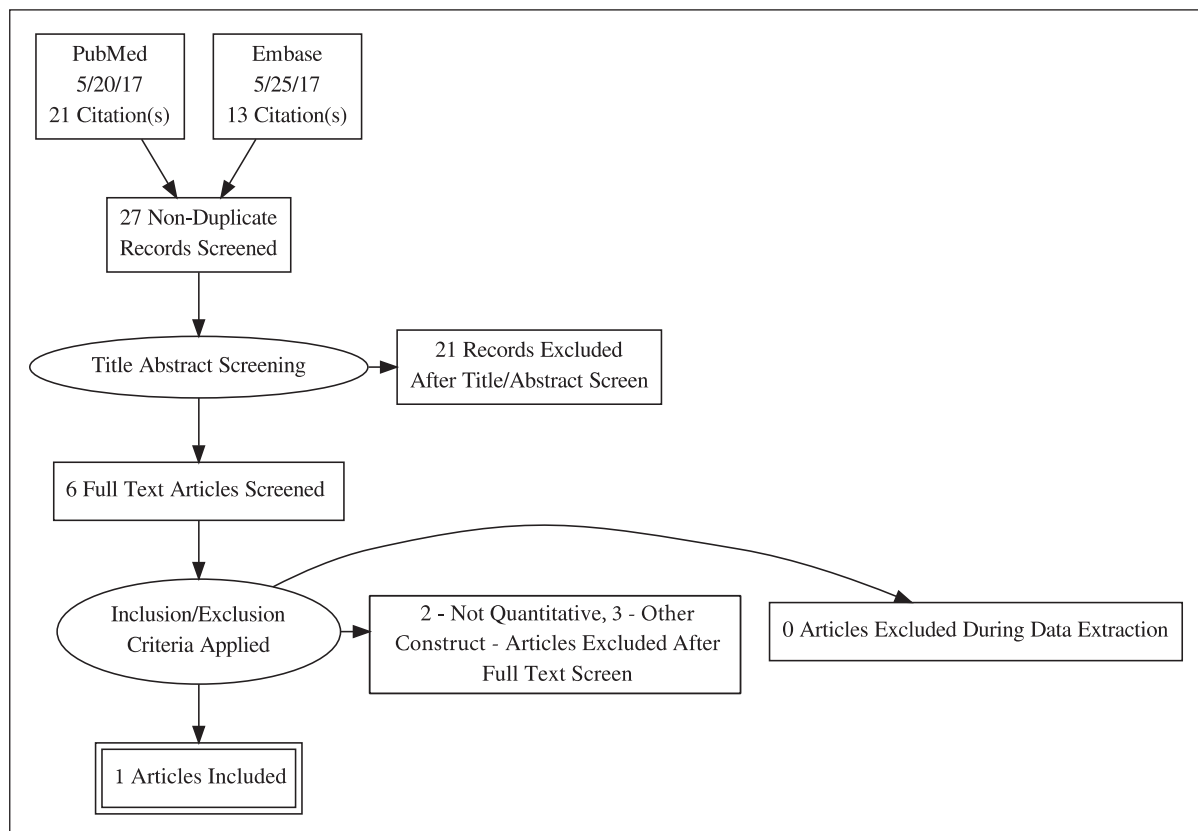 PubMed
5/20/17
21 Citation(s)
Embase
5/25/17
13 Citation(s)
27 Non-Duplicate
Records Screened
Title Abstract Screening
21 Records Excluded
After Title/Abstract Screen
6 Full Text Articles Screened
Inclusion/Exclusion
Criteria Applied
2 - Not Quantitative, 3 - Other
Construct - Articles Excluded After
Full Text Screen
0 Articles Excluded During Data Extraction
1 Articles Included